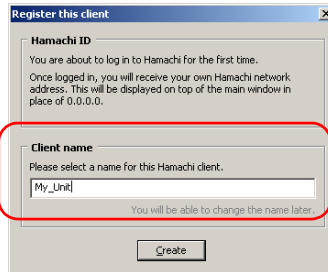 Register this client
Hamachi ID
You are about to log in to Hamachi for the first time.
Once logged in, you will receive your own Hamachi network
address. This will be displayed on top of the main window in
place of 0.0.0.0.
Client name
Please select a name for this Hamachi client.
My_Unit
You will be able to change the name later.
Create